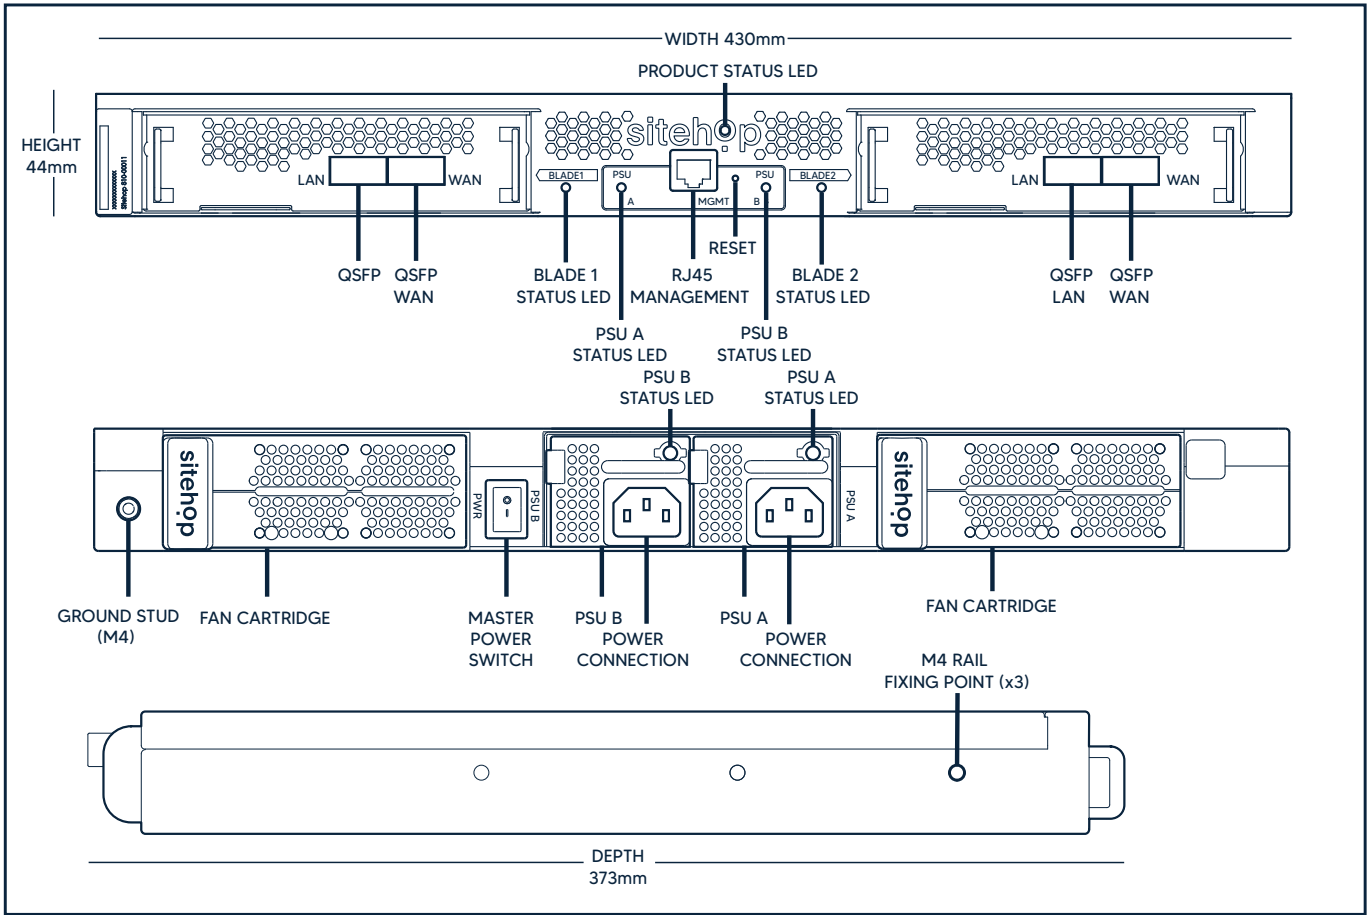 WIDTH 430mm
PRODUCT STATUS LED
HEIGHT
44mm
sitehop
Sitehop 810-00011
LAN
WAN
BLADE1
PSU
A
MGMT
PSU
B
BLADE2
LAN
WAN
RESET
QSFP
QSFP
WAN
BLADE 1
STATUS LED
RJ45
MANAGEMENT
BLADE 2
STATUS LED
QSFP
LAN
QSFP
WAN
PSU A
STATUS LED
PSU B
STATUS LED
PSU B
STATUS LED
PSU A
STATUS LED
sitehop
PWR
PSU B
PSU A
sitehop
GROUND STUD
(M4)
FAN CARTRIDGE
MASTER
POWER
SWITCH
PSU B
POWER
CONNECTION
PSU A
POWER
CONNECTION
FAN CARTRIDGE
M4 RAIL
FIXING POINT (x3)
DEPTH
373mm